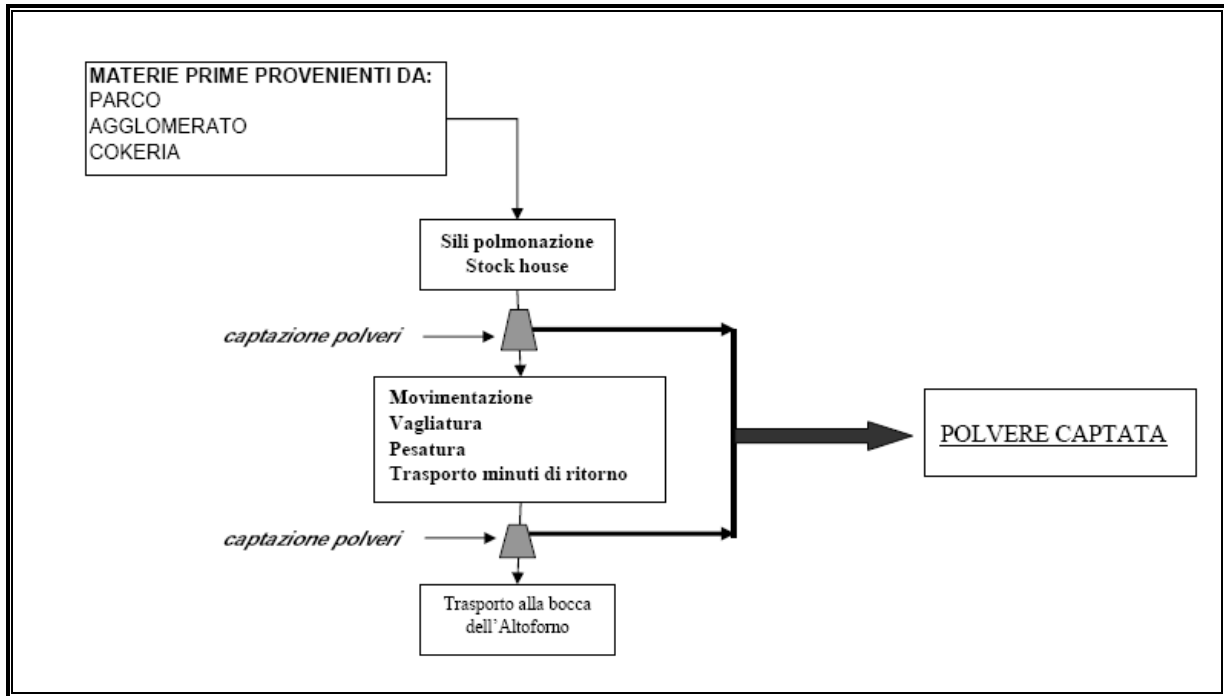 MATERIE PRIME PROVENIENTI DA:
PARCO
AGGLOMERATO
COKERIA
Sili polmonazione
Stock house
captazione polveri
Movimentazione
Vagliatura
Pesatura
Trasporto minuti di ritorno
POLVERE CAPTATA
captazione polveri
Trasporto alla bocca
dell'Altoforno